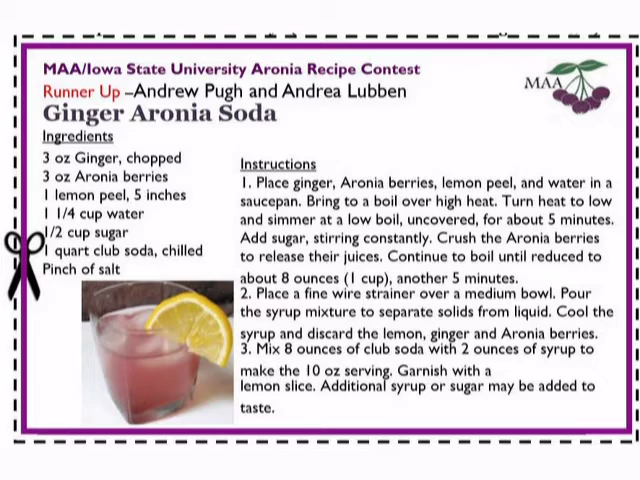 MAA/Iowa State University Aronia Recipe Contest
Runner Up –Andrew Pugh and Andrea Lubben
Ginger Aronia Soda
MAA
Ingredients
3 oz Ginger, chopped
3 oz Aronia berries
1 lemon peel, 5 inches
1 1/4 cup water
1/2 cup sugar
1 quart club soda, chilled
Pinch of salt
Instructions
1. Place ginger, Aronia berries, lemon peel, and water in a
saucepan. Bring to a boil over high heat. Turn heat to low
and simmer at a low boil, uncovered, for about 5 minutes.
Add sugar, stirring constantly. Crush the Aronia berries
to release their juices. Continue to boil until reduced to
about 8 ounces (1 cup), another 5 minutes.
2. Place a fine wire strainer over a medium bowl. Pour
the syrup mixture to separate solids from liquid. Cool the
syrup and discard the lemon, ginger and Aronia berries.
3. Mix 8 ounces of club soda with 2 ounces of syrup to
make the 10 oz serving. Garnish with a
lemon slice. Additional syrup or sugar may be added to
taste.